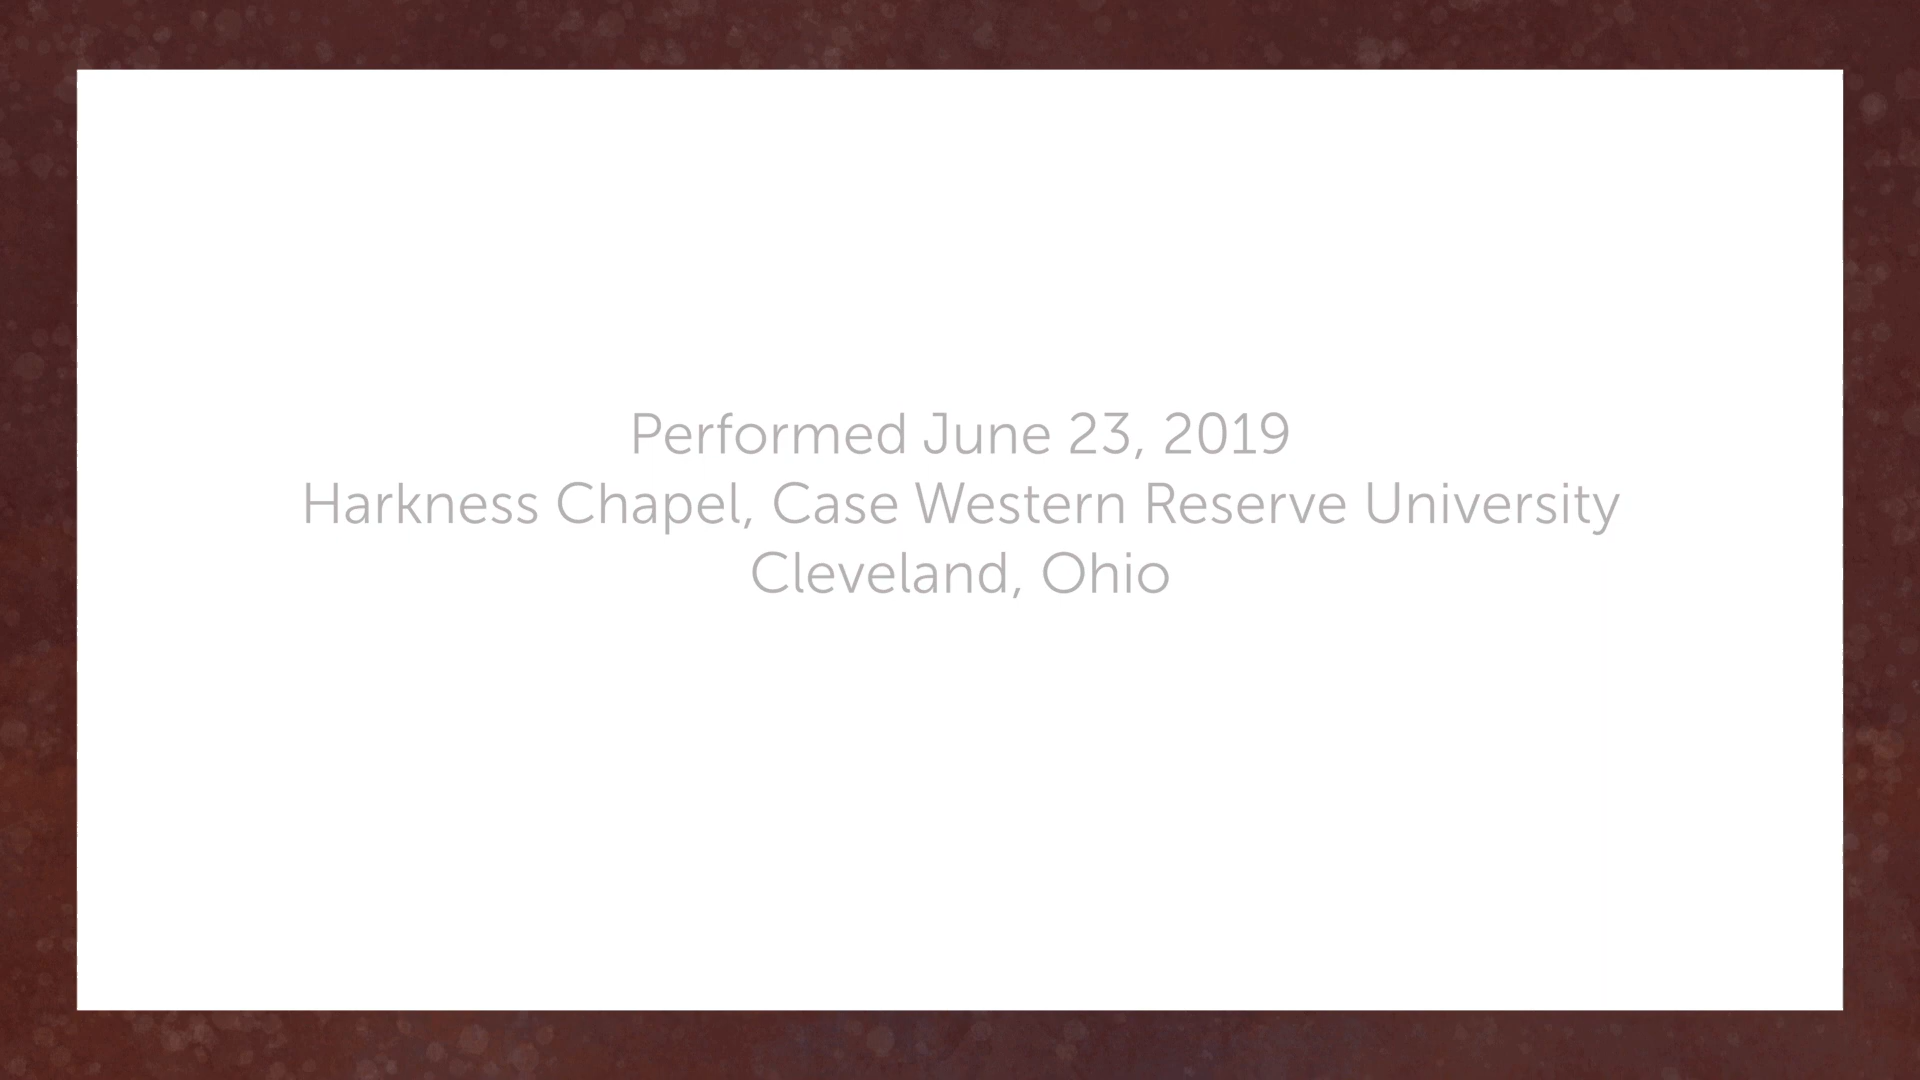 Performed June 23, 2019
Harkness Chapel, Case Western Reserve University
Cleveland, Ohio